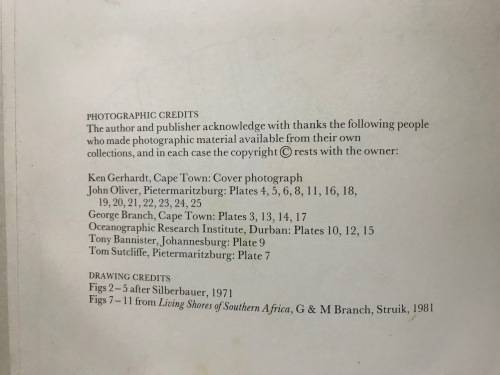 PHOTOGRAPHIC CREDITS
The author and publisher acknowledge with thanks the following people
who made photographic material available from their own
collections, and in each case the copyright © rests with the owner:
Ken Gerhardt, Cape Town: Cover photograph
John Oliver, Pietermaritzburg: Plates 4, 5, 6, 8, 11, 16, 18,
19, 20, 21, 22, 23, 24, 25
George Branch, Cape Town: Plates 3, 13, 14, 17
Oceanographic Research Institute, Durban: Plates 10, 12, 15
Tony Bannister, Johannesburg: Plate 9
Tom Sutcliffe, Pietermaritzburg: Plate 7
DRAWING CREDITS
Figs 2–5 after Silberbauer, 1971
Figs 7–11 from Living Shores of Southern Africa, G & M Branch, Struik, 1981